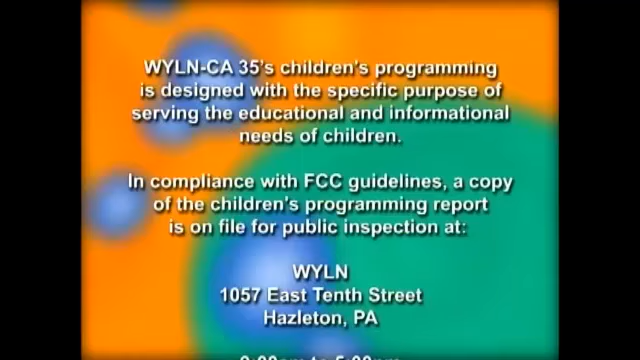 WYLN-CA 35's children's programming
is designed with the specific purpose of
serving the educational and informational
needs of children.
In compliance with FCC guidelines, a copy
of the children's programming report
is on file for public inspection at:
WYLN
1057 East Tenth Street
Hazleton, PA
to